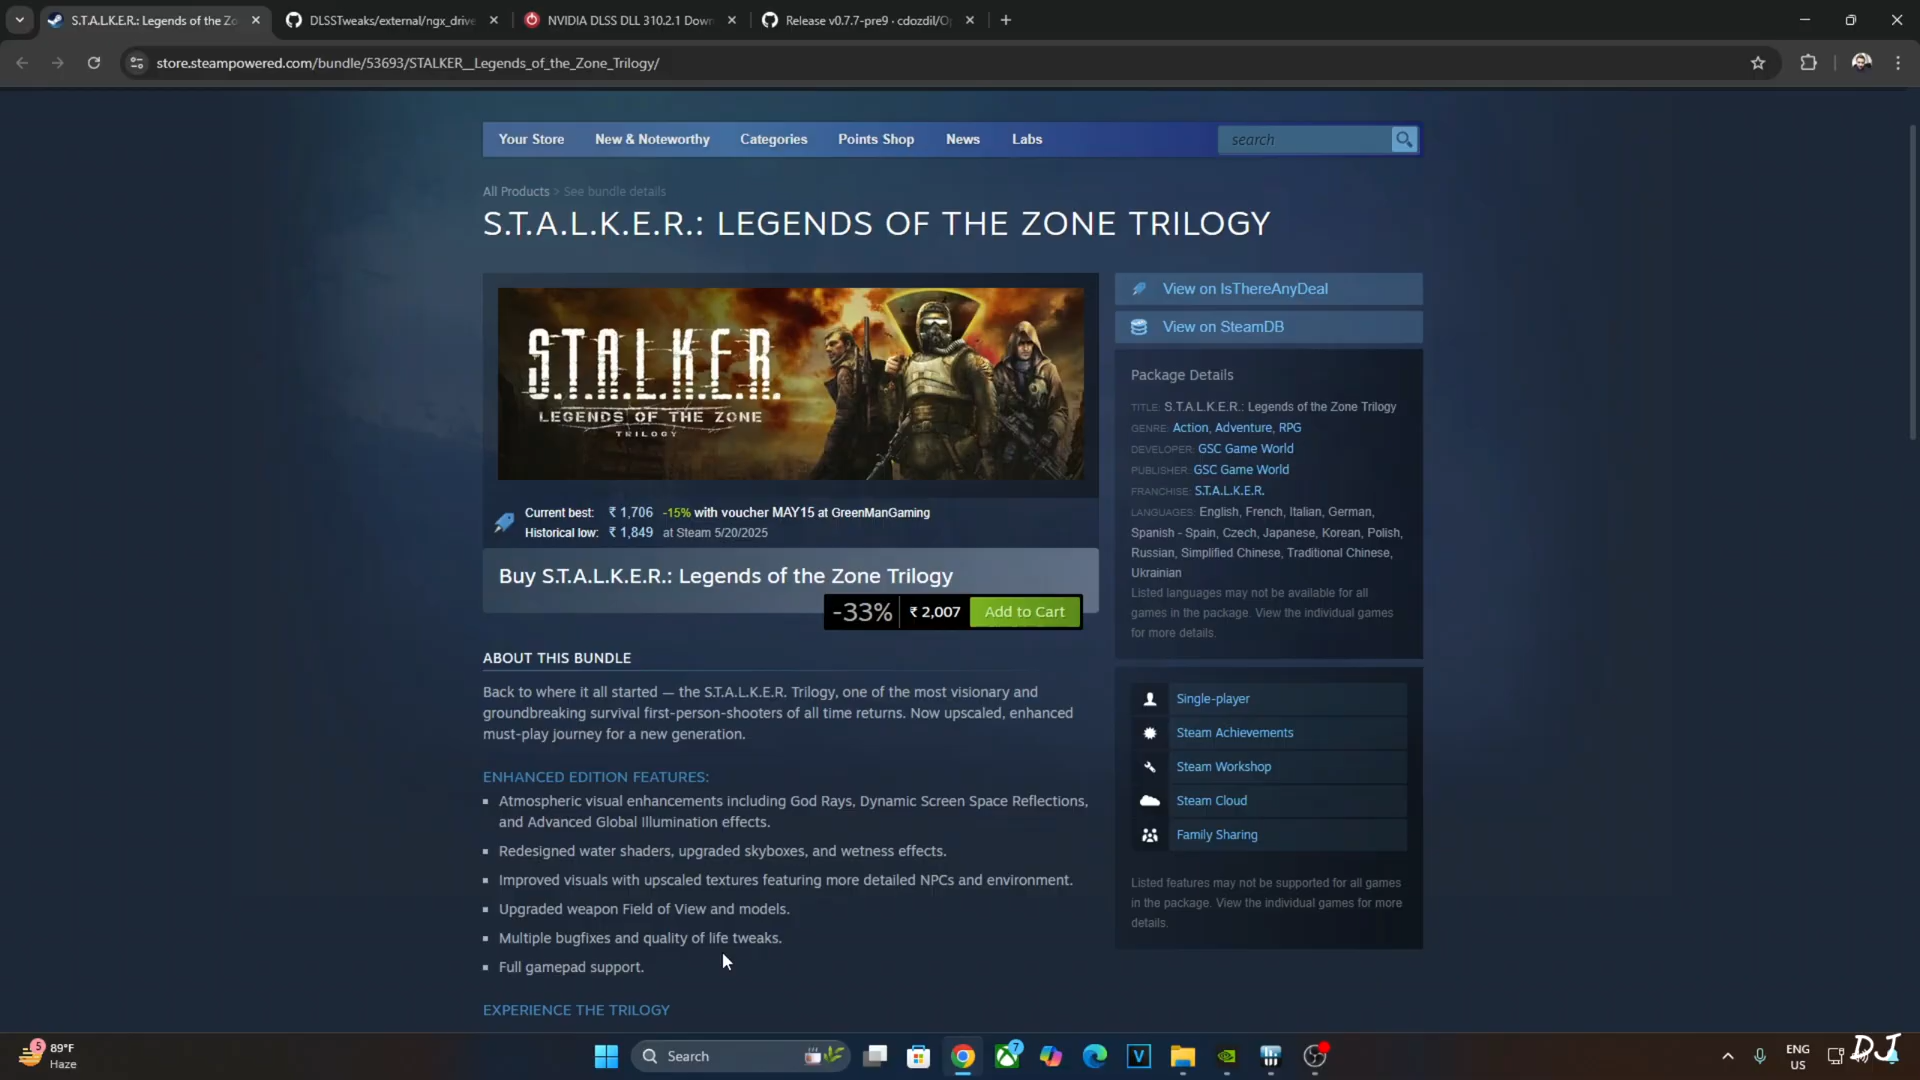 S.T.A.L.K.E.R.: Legends of the Zo
DLSSTweaks/external/ngx_drive
NVIDIA DLSS DLL 310.2.1 Down
Release v0.7.7-pre9 · cdozdil/O
store.steampowered.com/bundle/53693/STALKER__Legends_of_the_Zone_Trilogy/
Your Store New & Noteworthy Categories Points Shop News Labs search
All Products > See bundle details
S.T.A.L.K.E.R.: LEGENDS OF THE ZONE TRILOGY
S.T.A.L.K.E.R.
LEGENDS OF THE ZONE
TRILOGY
Current best: ₹ 1,706 -15% with voucher MAY15 at GreenManGaming
Historical low: ₹ 1,849 at Steam 5/20/2025
Buy S.T.A.L.K.E.R.: Legends of the Zone Trilogy
-33% ₹ 2,007 Add to Cart
ABOUT THIS BUNDLE
Back to where it all started — the S.T.A.L.K.E.R. Trilogy, one of the most visionary and
groundbreaking survival first-person-shooters of all time returns. Now upscaled, enhanced
must-play journey for a new generation.
ENHANCED EDITION FEATURES:
Atmospheric visual enhancements including God Rays, Dynamic Screen Space Reflections,
and Advanced Global Illumination effects.
Redesigned water shaders, upgraded skyboxes, and wetness effects.
Improved visuals with upscaled textures featuring more detailed NPCs and environment.
Upgraded weapon Field of View and models.
Multiple bugfixes and quality of life tweaks.
Full gamepad support.
EXPERIENCE THE TRILOGY
View on IsThereAnyDeal
View on SteamDB
Package Details
TITLE: S.T.A.L.K.E.R.: Legends of the Zone Trilogy
GENRE: Action, Adventure, RPG
DEVELOPER: GSC Game World
PUBLISHER: GSC Game World
FRANCHISE: S.T.A.L.K.E.R.
LANGUAGES: English, French, Italian, German,
Spanish - Spain, Czech, Japanese, Korean, Polish,
Russian, Simplified Chinese, Traditional Chinese,
Ukrainian
Listed languages may not be available for all
games in the package. View the individual games
for more details.
Single-player
Steam Achievements
Steam Workshop
Steam Cloud
Family Sharing
Listed features may not be supported for all games
in the package. View the individual games for more
details.
5
89°F
Haze
Search
7
V
ENG
US
DJ